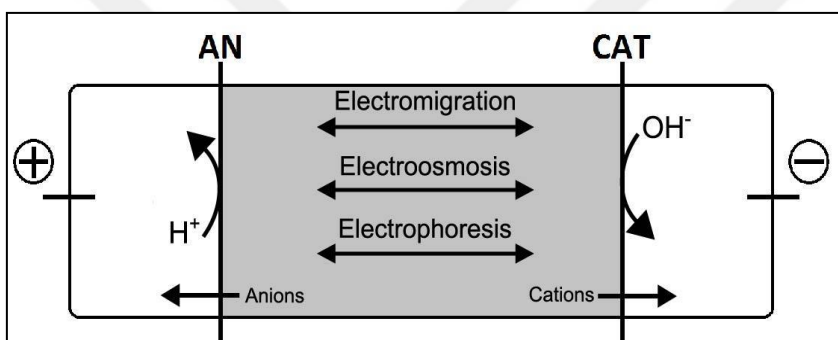 AN CAT
Electromigration
+ OH⁻ −
Electroosmosis
H⁺ Electrophoresis
Anions Cations